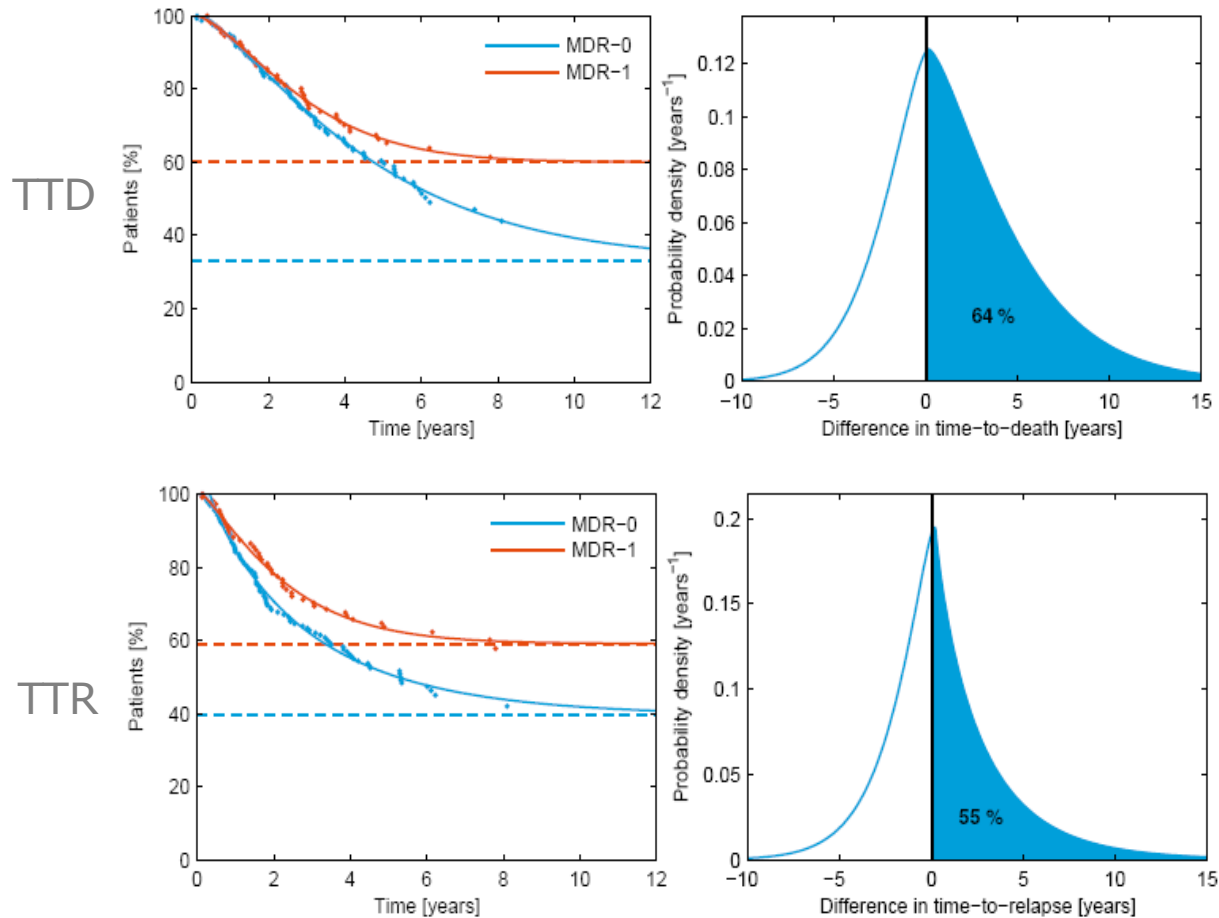 TTD
Patients [%]
100
80
60
40
20
0
MDR−0
MDR−1
0 2 4 6 8 10 12
Time [years]
Probability density [years−1]
0.12
0.1
0.08
0.06
0.04
0.02
0
64 %
−10 −5 0 5 10 15
Difference in time−to−death [years]
TTR
Patients [%]
100
80
60
40
20
0
MDR−0
MDR−1
0 2 4 6 8 10 12
Time [years]
Probability density [years−1]
0.2
0.15
0.1
0.05
0
55 %
−10 −5 0 5 10 15
Difference in time−to−relapse [years]